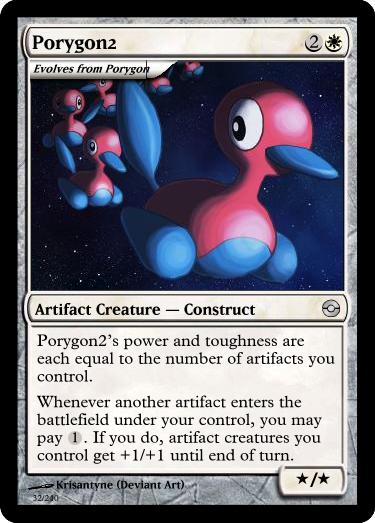 Porygon2 2
Evolves from Porygon
Artifact Creature — Construct
Porygon2's power and toughness are
each equal to the number of artifacts you
control.
Whenever another artifact enters the
battlefield under your control, you may
pay 1. If you do, artifact creatures you
control get +1/+1 until end of turn.
★/★
Krisantyne (Deviant Art)
32/240